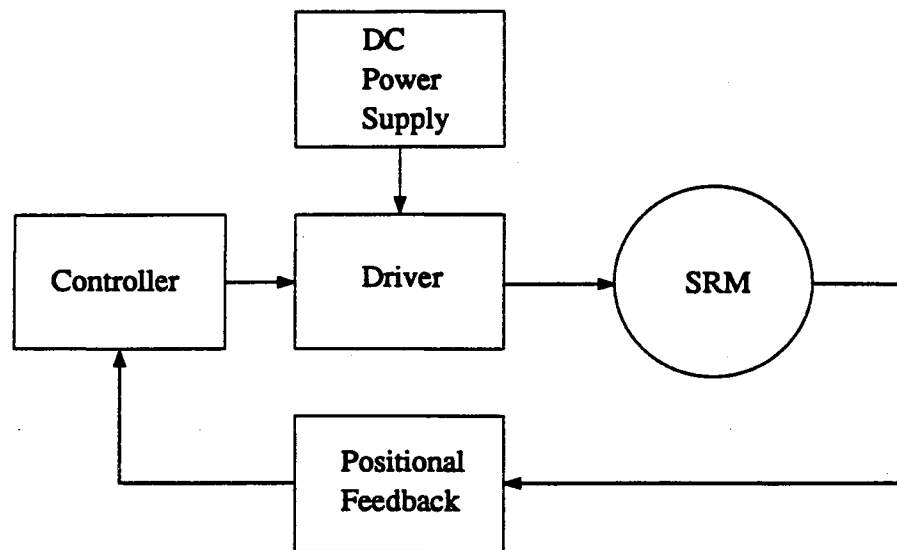 DC
Power
Supply
Controller
Driver
SRM
Positional
Feedback